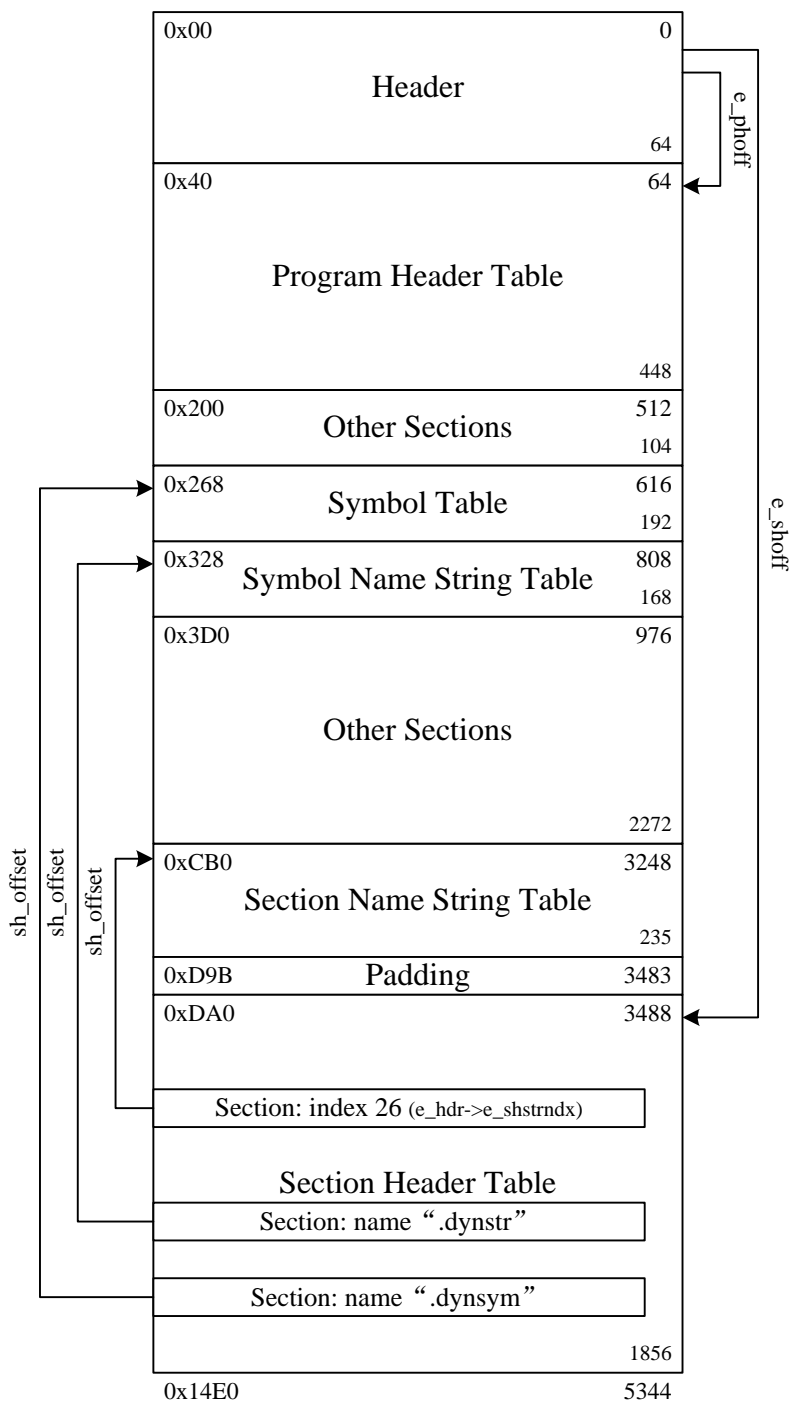 0x00 0
Header
64
e_phoff
0x40 64
Program Header Table
448
0x200 512
Other Sections
104
0x268 616
Symbol Table
192
e_shoff
0x328 808
Symbol Name String Table
168
0x3D0 976
Other Sections
2272
sh_offset
sh_offset
sh_offset
0xCB0 3248
Section Name String Table
235
0xD9B Padding 3483
0xDA0 3488
Section: index 26 (e_hdr->e_shstrndx)
Section Header Table
Section: name “.dynstr”
Section: name “.dynsym”
1856
0x14E0 5344